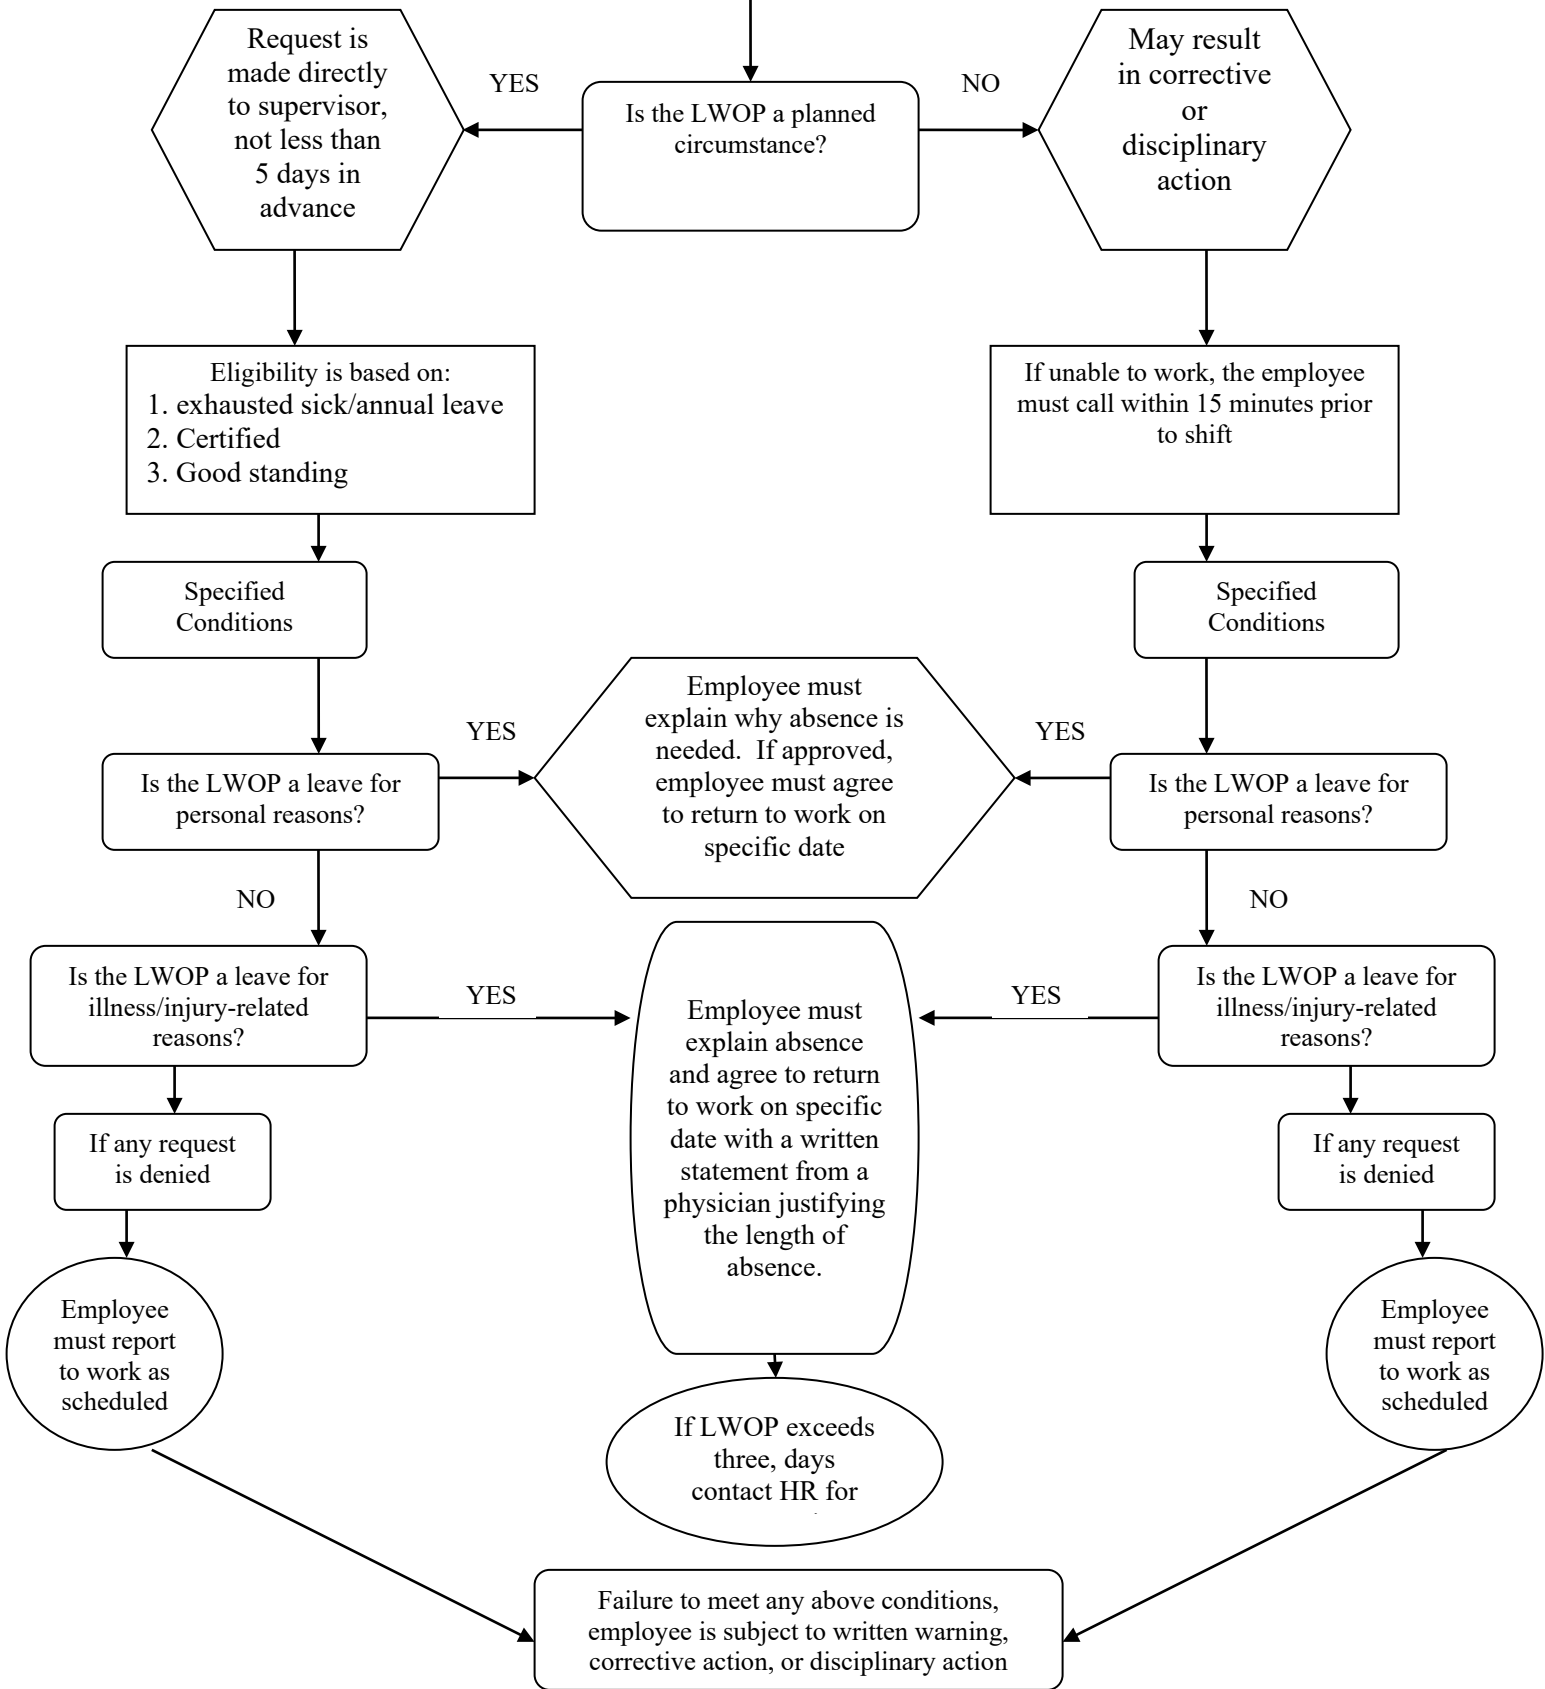 Request is
made directly
to supervisor,
not less than
5 days in
advance
YES
Is the LWOP a planned
circumstance?
NO
May result
in corrective
or
disciplinary
action
Eligibility is based on:
1. exhausted sick/annual leave
2. Certified
3. Good standing
If unable to work, the employee
must call within 15 minutes prior
to shift
Specified
Conditions
Specified
Conditions
Is the LWOP a leave for
personal reasons?
YES
Employee must
explain why absence is
needed.  If approved,
employee must agree
to return to work on
specific date
YES
Is the LWOP a leave for
personal reasons?
NO
NO
Is the LWOP a leave for
illness/injury-related
reasons?
YES
Employee must
explain absence
and agree to return
to work on specific
date with a written
statement from a
physician justifying
the length of
absence.
YES
Is the LWOP a leave for
illness/injury-related
reasons?
If any request
is denied
If any request
is denied
Employee
must report
to work as
scheduled
If LWOP exceeds
three, days
contact HR for
Employee
must report
to work as
scheduled
Failure to meet any above conditions,
employee is subject to written warning,
corrective action, or disciplinary action